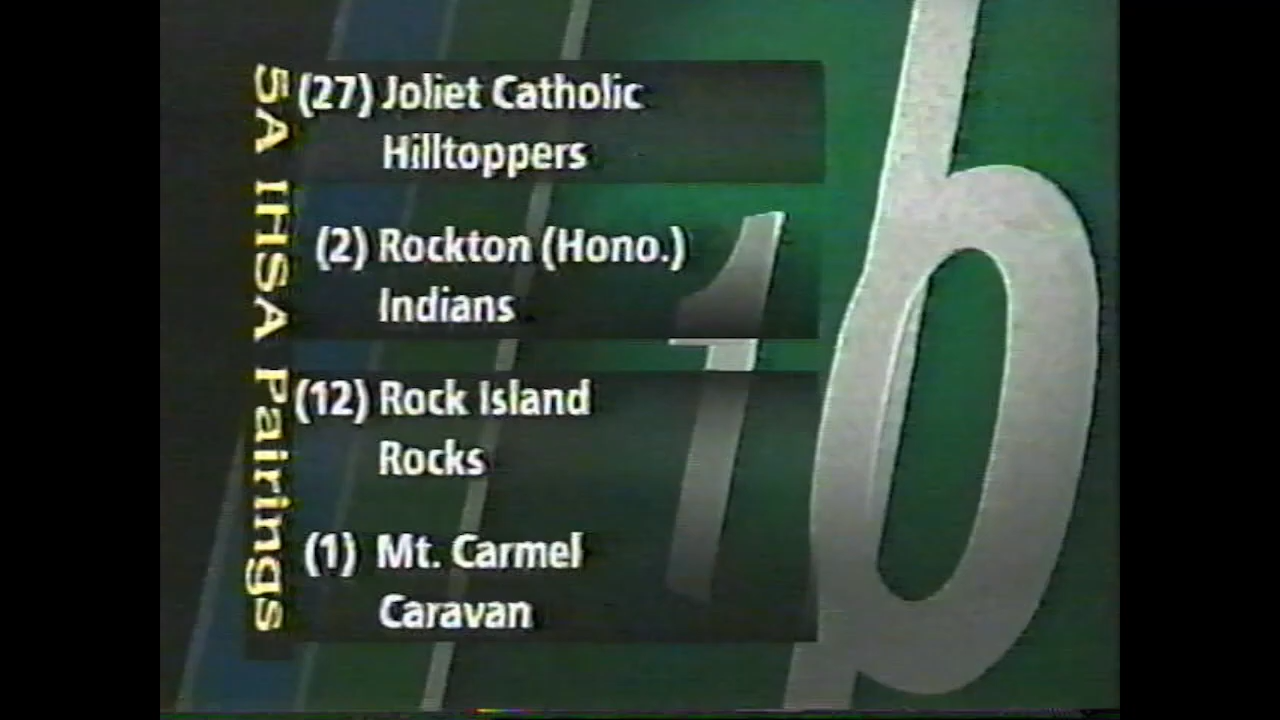 5A IHSA Pairings
(27) Joliet Catholic
Hilltoppers
(2) Rockton (Hono.)
Indians
(12) Rock Island
Rocks
(1) Mt. Carmel
Caravan
1